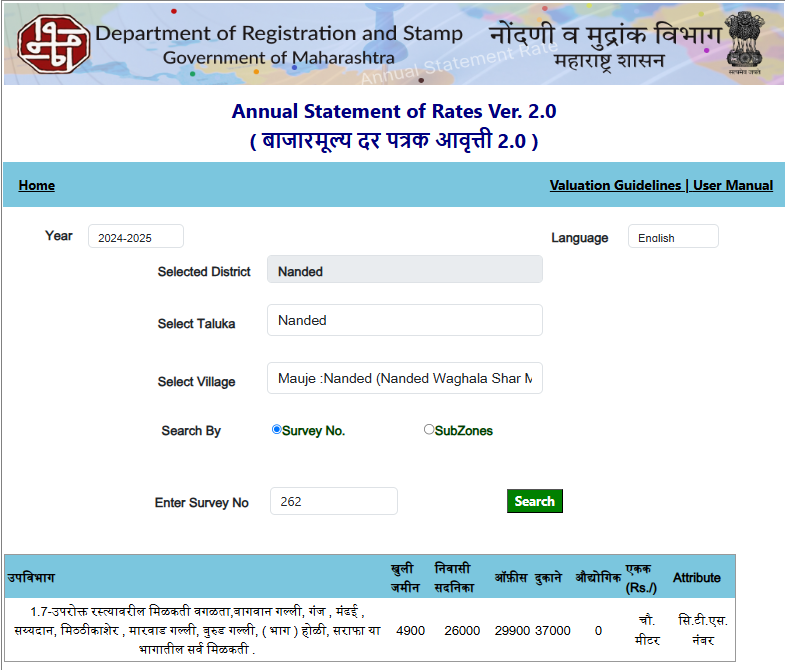 Department of Registration and Stamp
Government of Maharashtra
नोंदणी व मुद्रांक विभाग
महाराष्ट्र शासन
सत्यमेव जयते
Annual Statement Rate
Annual Statement of Rates Ver. 2.0
( बाजारमूल्य दर पत्रक आवृत्ती 2.0 )
Home
Valuation Guidelines | User Manual
Year 2024-2025 Language English
Selected District Nanded
Select Taluka Nanded
Select Village Mauje :Nanded (Nanded Waghala Shar M
Search By Survey No. SubZones
Enter Survey No 262 Search
उपविभाग खुली जमीन निवासी सदनिका ऑफ़ीस दुकाने औद्योगिक एकक (Rs./) Attribute
1.7-उपरोक्त रस्त्यावरील मिळकती वगळता,बागवान गल्ली, गंज , मंडई ,
सय्यदान, मिठठीकाशेर , मारवाड गल्ली, बुरुड गल्ली, ( भाग ) होळी, सराफा या
भागातील सर्व मिळकती .
4900 26000 29900 37000 0 चौ. मीटर सि.टी.एस. नंबर